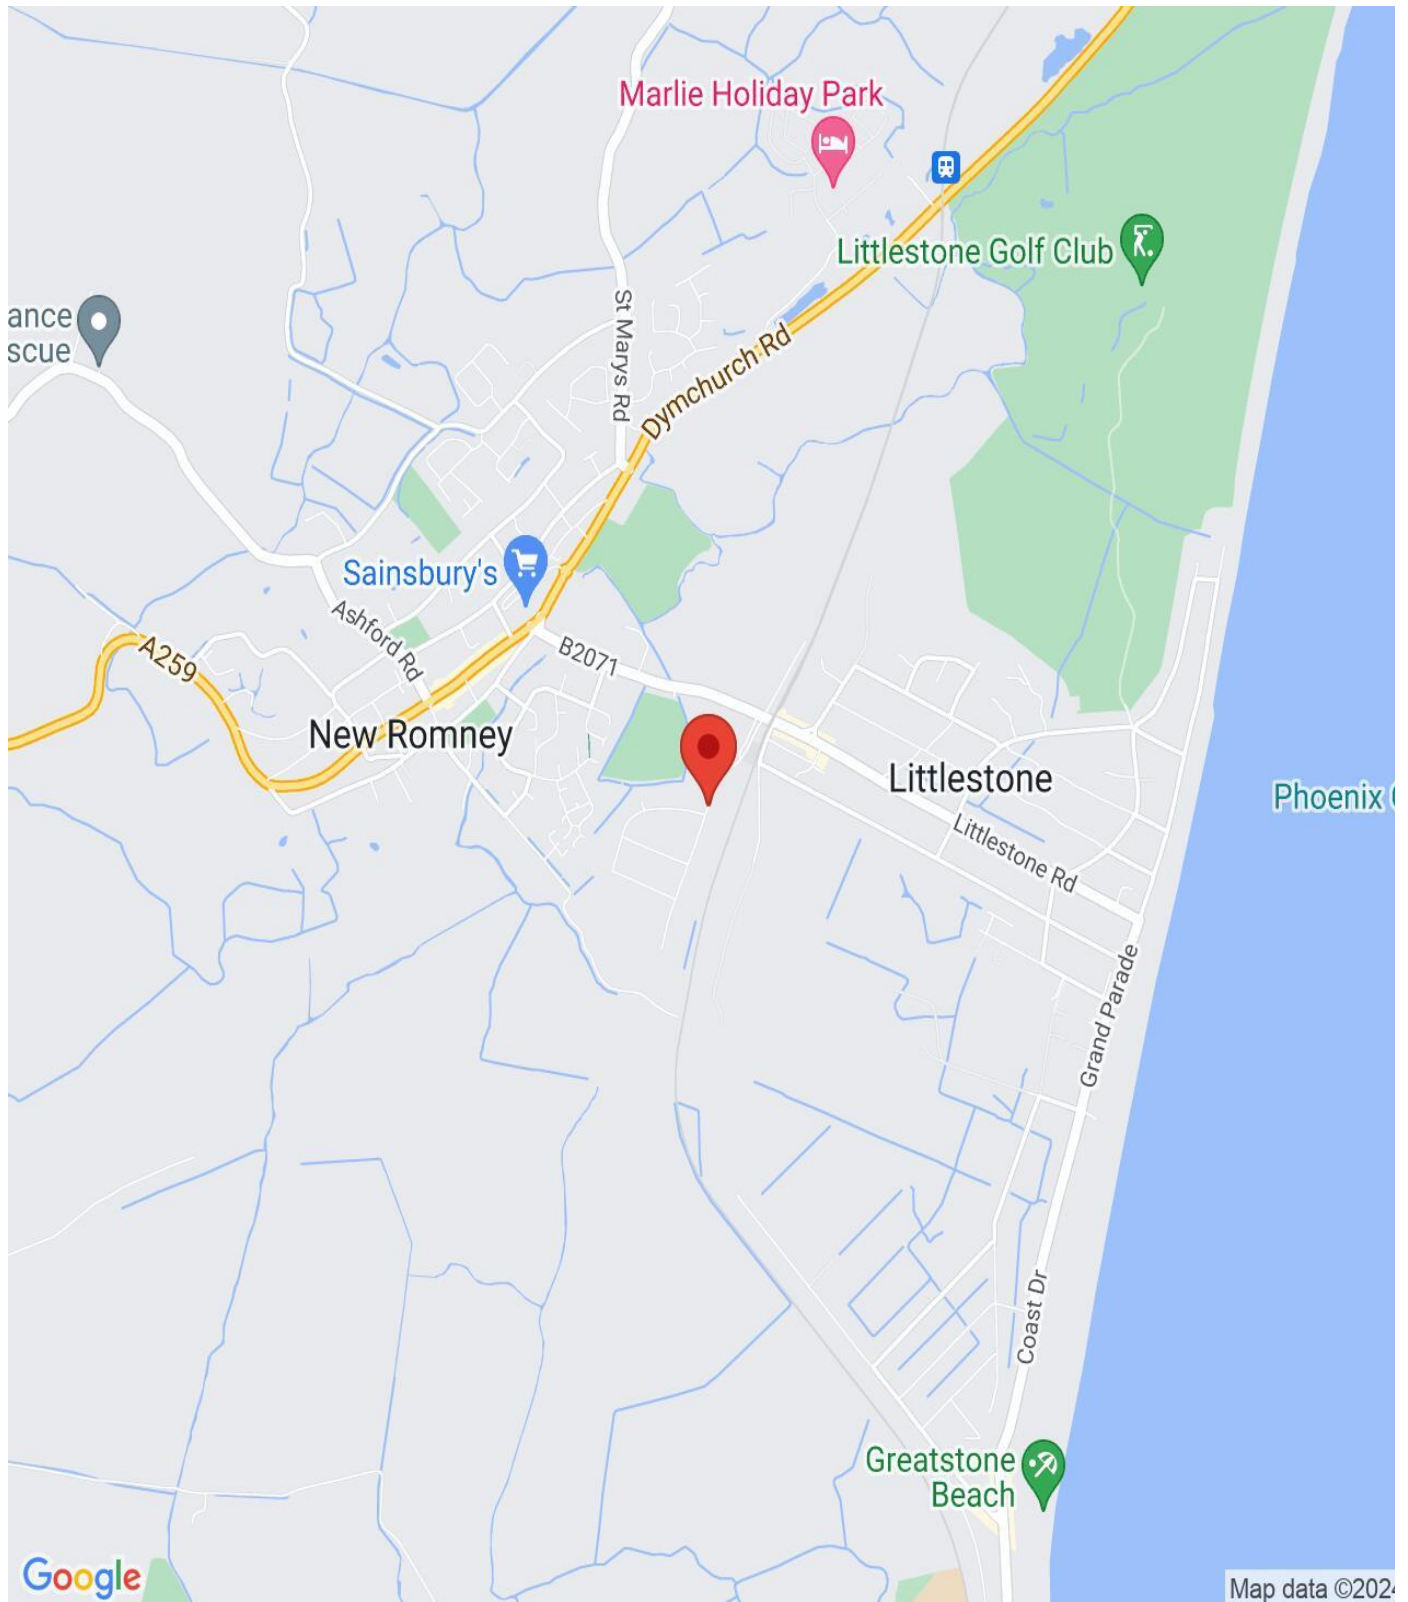 Marlie Holiday Park
Littlestone Golf Club
ance
scue
St Marys Rd
Dymchurch Rd
Sainsbury's
Ashford Rd
B2071
A259
New Romney
Littlestone
Phoenix
Littlestone Rd
Grand Parade
Coast Dr
Greatstone
Beach
Google
Map data ©2024